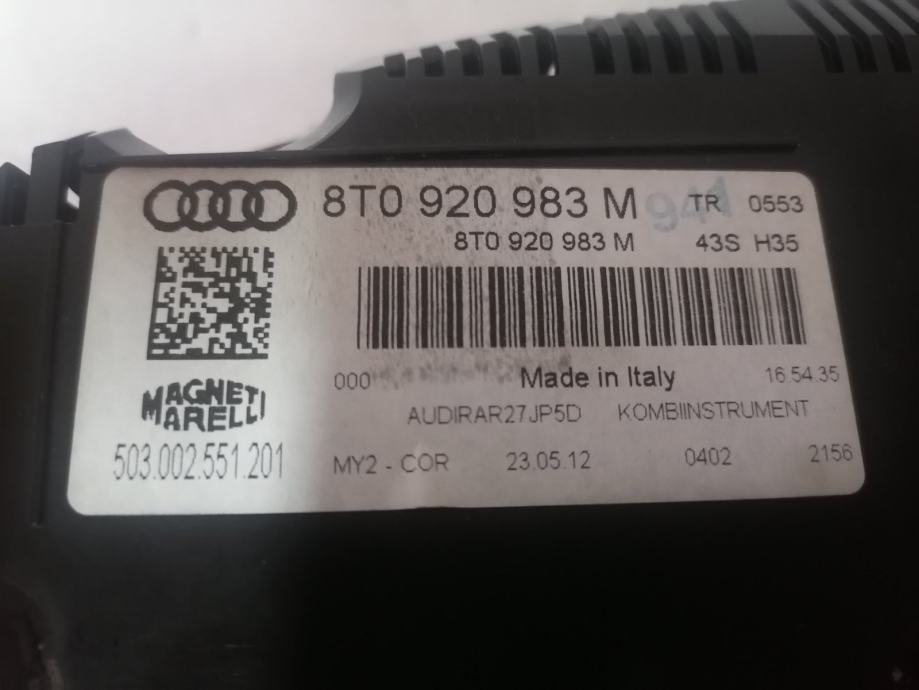 8T0 920 983 M 941 TR 0553
8T0 920 983 M 43S H35
000 Made in Italy 16.54.35
MAGNETI MARELLI
AUDIRAR27JP5D KOMBIINSTRUMENT
503.002.551.201 MY2 - COR 23.05.12 0402 2156